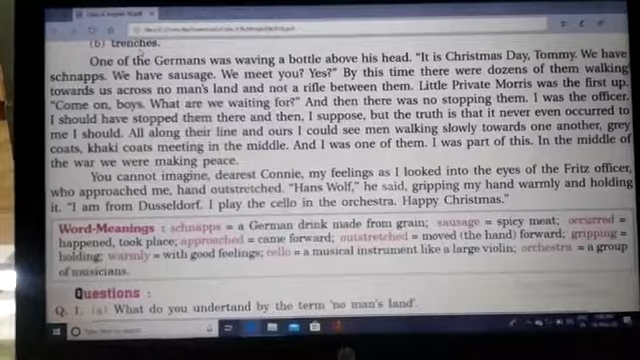 (b) trenches.
One of the Germans was waving a bottle above his head. "It is Christmas Day, Tommy. We have
schnapps. We have sausage. We meet you? Yes?" By this time there were dozens of them walking
towards us across no man's land and not a rifle between them. Little Private Morris was the first up.
"Come on, boys. What are we waiting for?" And then there was no stopping them. I was the officer.
I should have stopped them there and then, I suppose, but the truth is that it never even occurred to
me I should. All along their line and ours I could see men walking slowly towards one another, grey
coats, khaki coats meeting in the middle. And I was one of them. I was part of this. In the middle of
the war we were making peace.
You cannot imagine, dearest Connie, my feelings as I looked into the eyes of the Fritz officer,
who approached me, hand outstretched. "Hans Wolf," he said, gripping my hand warmly and holding
it. "I am from Dusseldorf. I play the cello in the orchestra. Happy Christmas."
Word-Meanings : schnapps = a German drink made from grain; sausage = spicy meat; occurred =
happened, took place; approached = came forward; outstretched = moved (the hand) forward; gripping =
holding; warmly = with good feelings; cello = a musical instrument like a large violin; orchestra = a group
of musicians.
Questions :
Q. 1. (a) What do you undertand by the term 'no man's land'.